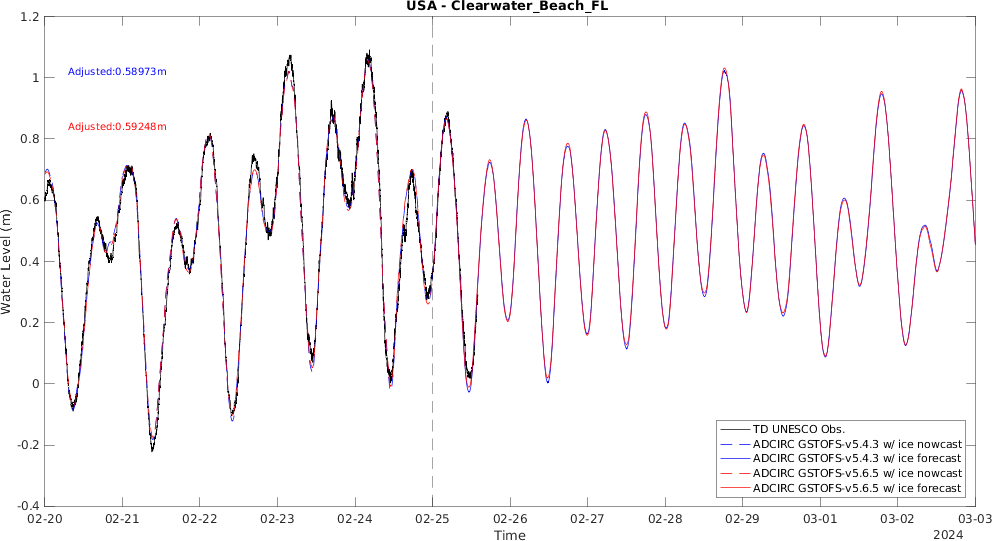 USA - Clearwater_Beach_FL
1.2
1
0.8
0.6
0.4
0.2
0
-0.2
-0.4
Water Level (m)
Adjusted:0.58973m
Adjusted:0.59248m
TD UNESCO Obs.
ADCIRC GSTOFS-v5.4.3 w/ ice nowcast
ADCIRC GSTOFS-v5.4.3 w/ ice forecast
ADCIRC GSTOFS-v5.6.5 w/ ice nowcast
ADCIRC GSTOFS-v5.6.5 w/ ice forecast
02-20 02-21 02-22 02-23 02-24 02-25 02-26 02-27 02-28 02-29 03-01 03-02 03-03
Time
2024